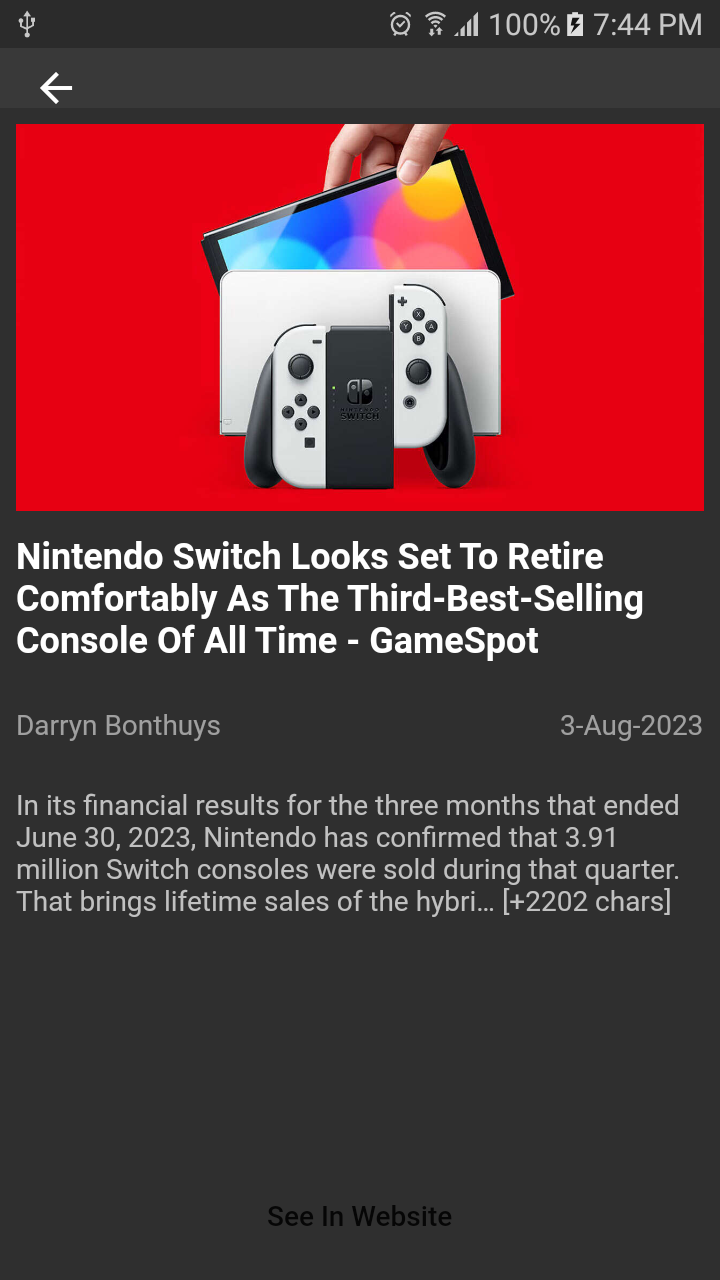 100% 7:44 PM
X
Y A
B
NINTENDO
SWITCH
Nintendo Switch Looks Set To Retire
Comfortably As The Third-Best-Selling
Console Of All Time - GameSpot
Darryn Bonthuys 3-Aug-2023
In its financial results for the three months that ended
June 30, 2023, Nintendo has confirmed that 3.91
million Switch consoles were sold during that quarter.
That brings lifetime sales of the hybri… [+2202 chars]
See In Website